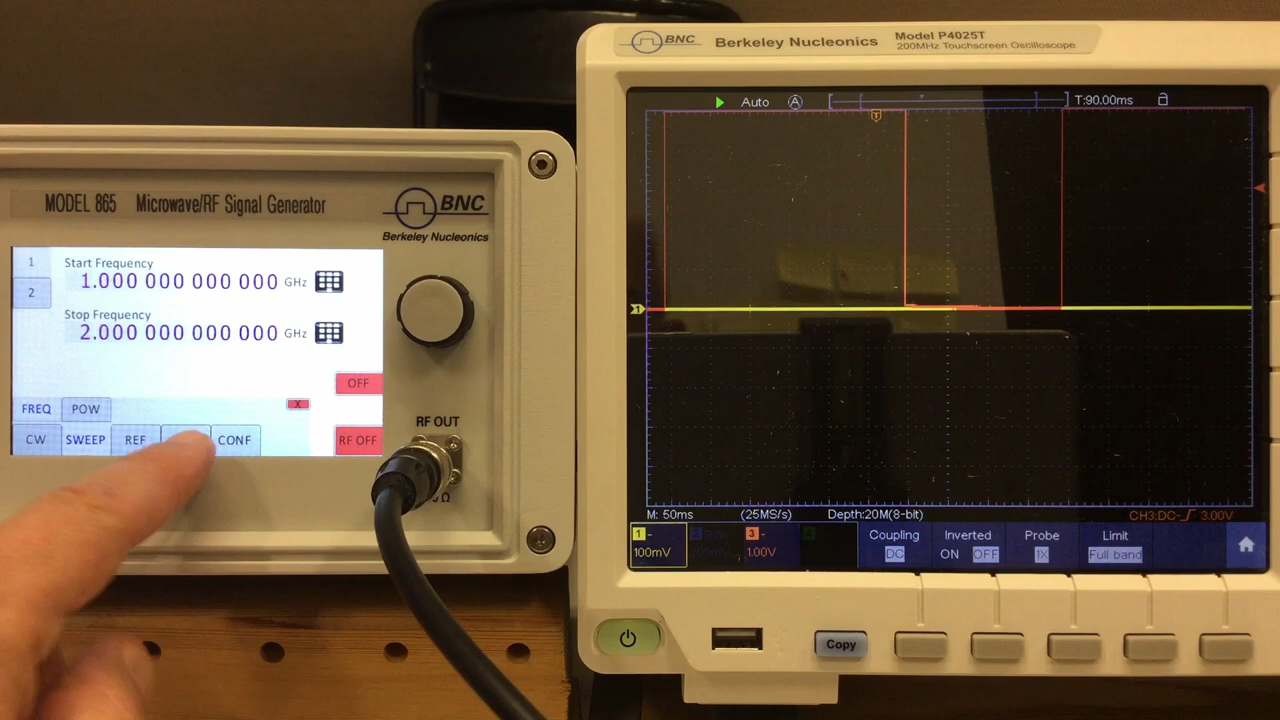 BNC
Berkeley Nucleonics
Model P4025T
200MHz Touchscreen Oscilloscope
Auto
A
T
T:90.00ms
1
M: 50ms
(25MS/s)
Depth:20M(8-bit)
CH3:DC-
3.00V
1
100mV
3
1.00V
Coupling
DC
Inverted
ON OFF
Probe
1X
Limit
Full band
Copy
MODEL 865 Microwave/RF Signal Generator
BNC
Berkeley Nucleonics
1
2
Start Frequency
1.000 000 000 000 GHz
Stop Frequency
2.000 000 000 000 GHz
OFF
FREQ POW
X
CW SWEEP REF CONF
RF OFF
RF OUT
Ω